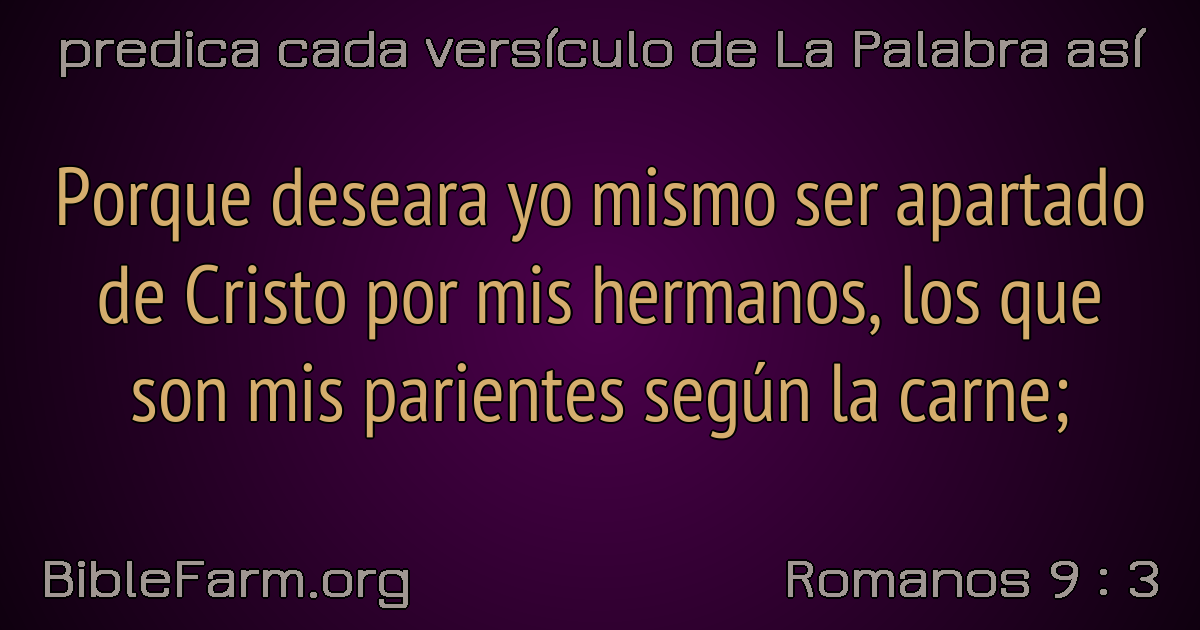 predica cada versículo de La Palabra así
Porque deseara yo mismo ser apartado
de Cristo por mis hermanos, los que
son mis parientes según la carne;
BibleFarm.org
Romanos 9 : 3